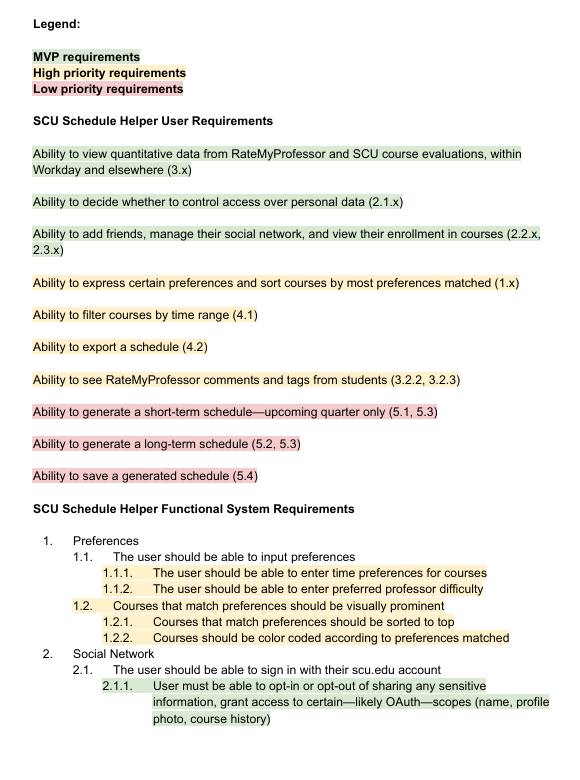 Legend:
MVP requirements
High priority requirements
Low priority requirements
SCU Schedule Helper User Requirements
Ability to view quantitative data from RateMyProfessor and SCU course evaluations, within
Workday and elsewhere (3.x)
Ability to decide whether to control access over personal data (2.1.x)
Ability to add friends, manage their social network, and view their enrollment in courses (2.2.x,
2.3.x)
Ability to express certain preferences and sort courses by most preferences matched (1.x)
Ability to filter courses by time range (4.1)
Ability to export a schedule (4.2)
Ability to see RateMyProfessor comments and tags from students (3.2.2, 3.2.3)
Ability to generate a short-term schedule—upcoming quarter only (5.1, 5.3)
Ability to generate a long-term schedule (5.2, 5.3)
Ability to save a generated schedule (5.4)
SCU Schedule Helper Functional System Requirements
1. Preferences
1.1. The user should be able to input preferences
1.1.1. The user should be able to enter time preferences for courses
1.1.2. The user should be able to enter preferred professor difficulty
1.2. Courses that match preferences should be visually prominent
1.2.1. Courses that match preferences should be sorted to top
1.2.2. Courses should be color coded according to preferences matched
2. Social Network
2.1. The user should be able to sign in with their scu.edu account
2.1.1. User must be able to opt-in or opt-out of sharing any sensitive
information, grant access to certain—likely OAuth—scopes (name, profile
photo, course history)